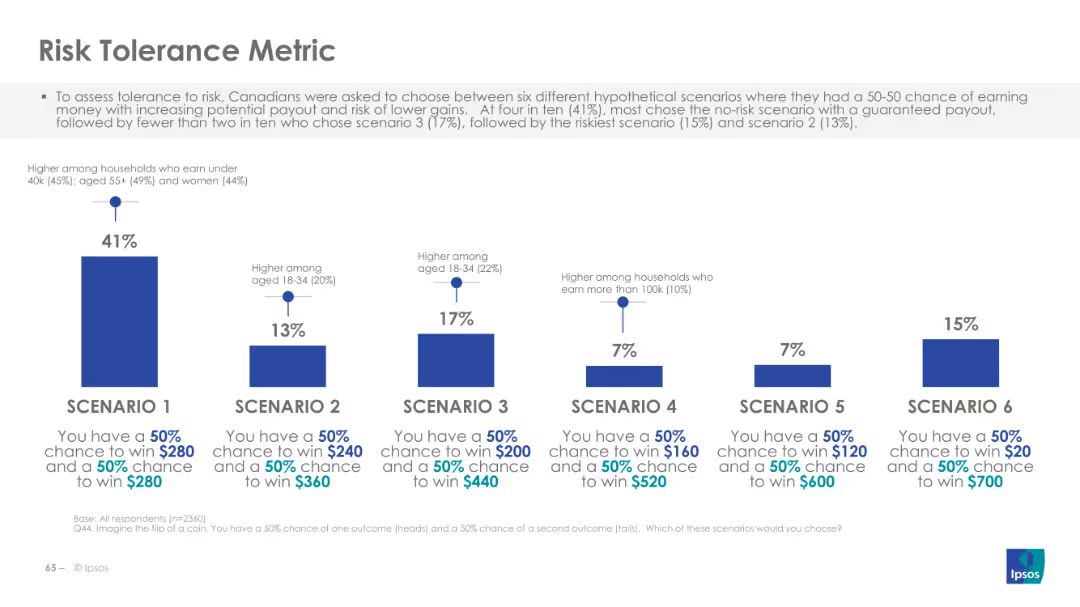 Risk Tolerance Metric
▪ To assess tolerance to risk, Canadians were asked to choose between six different hypothetical scenarios where they had a 50-50 chance of earning
money with increasing potential payout and risk of lower gains. At four in ten (41%), most chose the no-risk scenario with a guaranteed payout,
followed by fewer than two in ten who chose scenario 3 (17%), followed by the riskiest scenario (15%) and scenario 2 (13%).
Higher among households who earn under
40k (45%); aged 55+ (49%) and women (44%)
41%
Higher among
aged 18-34 (20%)
13%
Higher among
aged 18-34 (22%)
17%
Higher among households who
earn more than 100k (10%)
7%
7%
15%
SCENARIO 1
You have a 50%
chance to win $280
and a 50% chance
to win $280
SCENARIO 2
You have a 50%
chance to win $240
and a 50% chance
to win $360
SCENARIO 3
You have a 50%
chance to win $200
and a 50% chance
to win $440
SCENARIO 4
You have a 50%
chance to win $160
and a 50% chance
to win $520
SCENARIO 5
You have a 50%
chance to win $120
and a 50% chance
to win $600
SCENARIO 6
You have a 50%
chance to win $20
and a 50% chance
to win $700
Base: All respondents (n=2360)
Q44. Imagine the flip of a coin. You have a 50% chance of one outcome (heads) and a 50% chance of a second outcome (tails). Which of these scenarios would you choose?
65 – © Ipsos
Ipsos